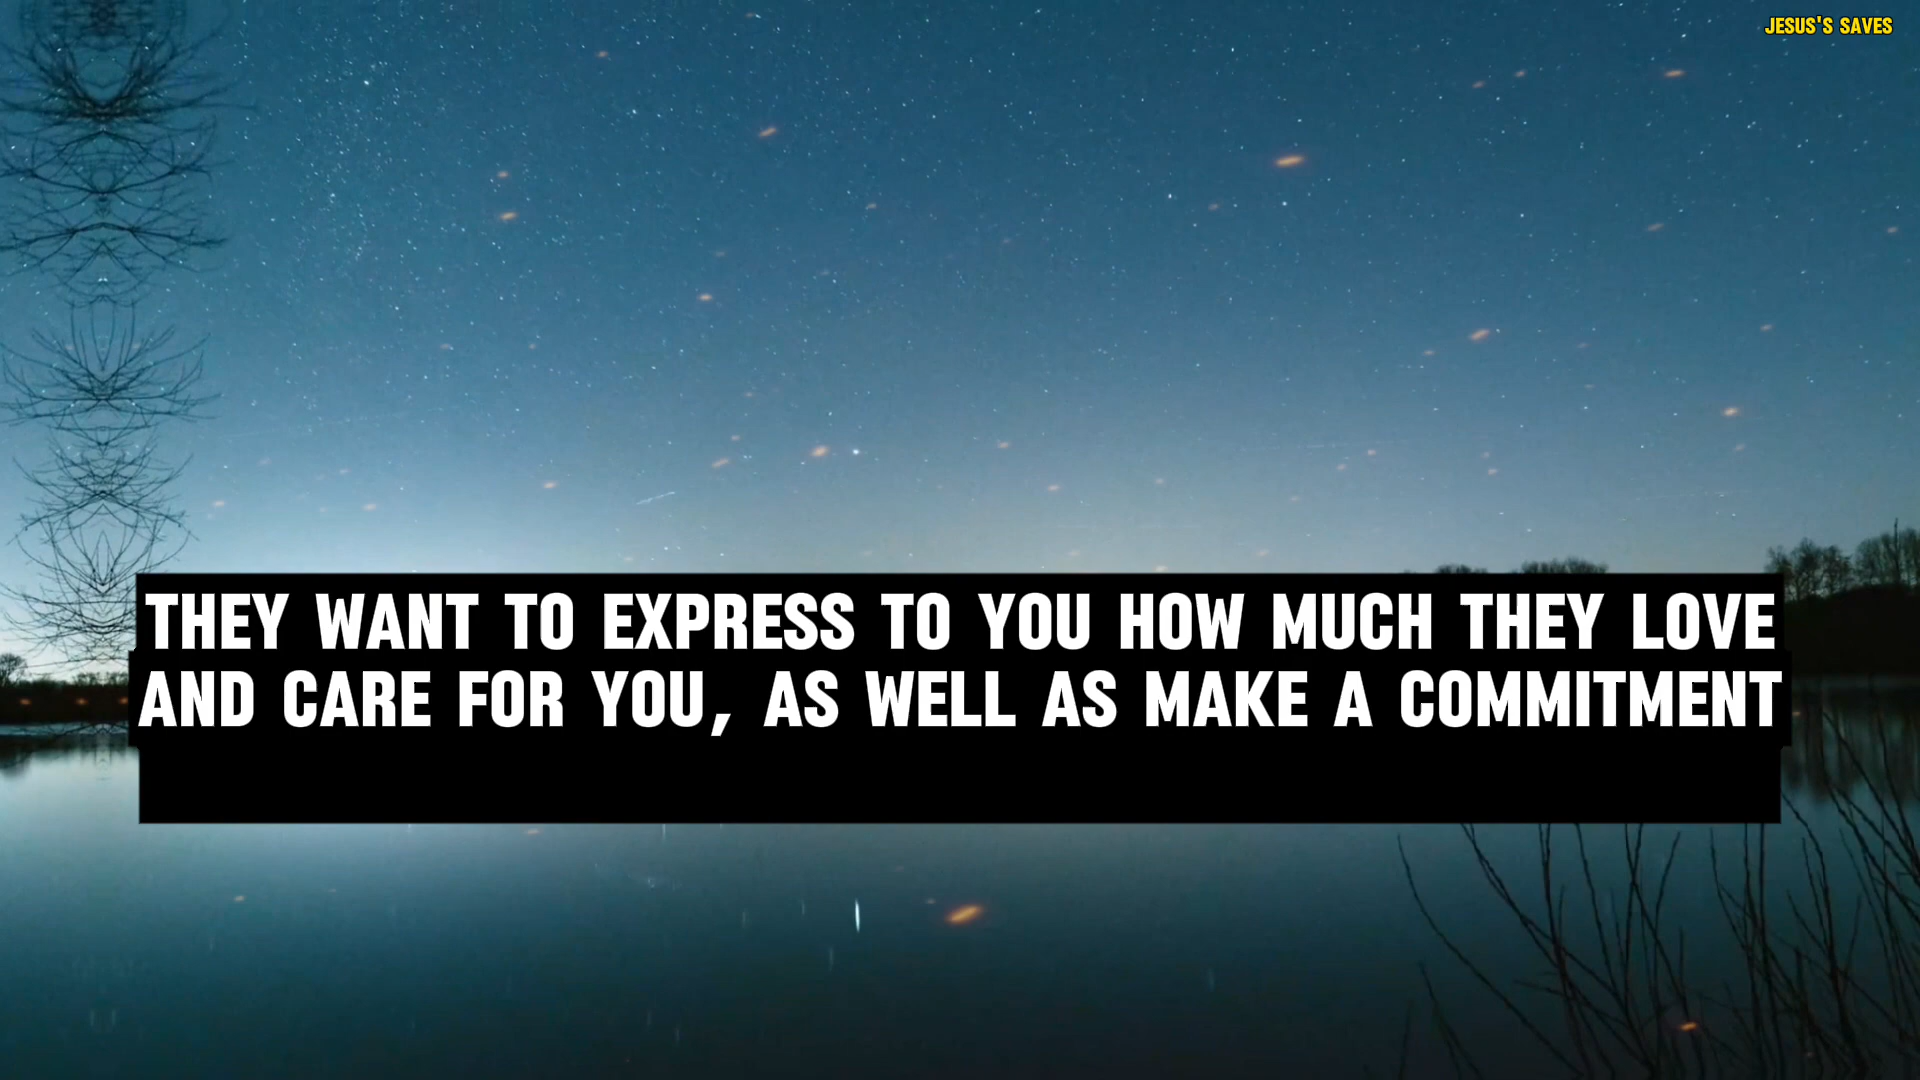 JESUS'S SAVES
THEY WANT TO EXPRESS TO YOU HOW MUCH THEY LOVE
AND CARE FOR YOU, AS WELL AS MAKE A COMMITMENT